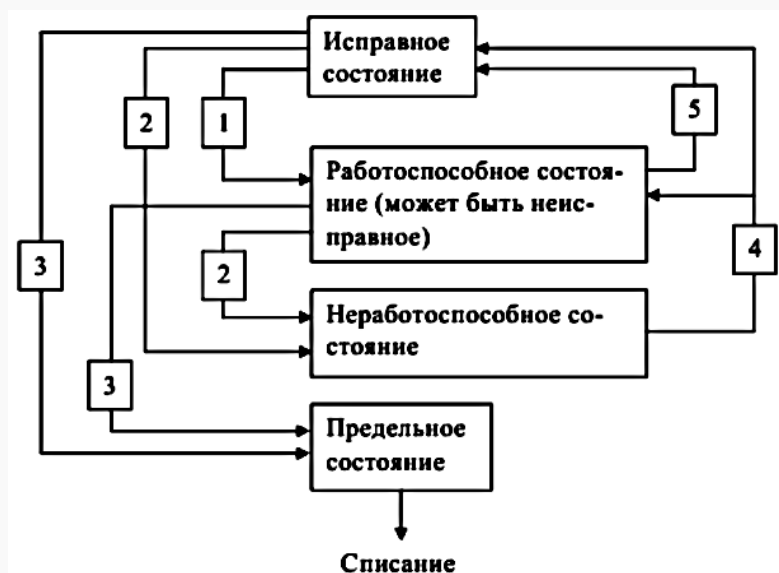 Исправное
состояние
2
1
5
Работоспособное состоя-
ние (может быть неис-
правное)
3
2
4
Неработоспособное со-
стояние
3
Предельное
состояние
Списание